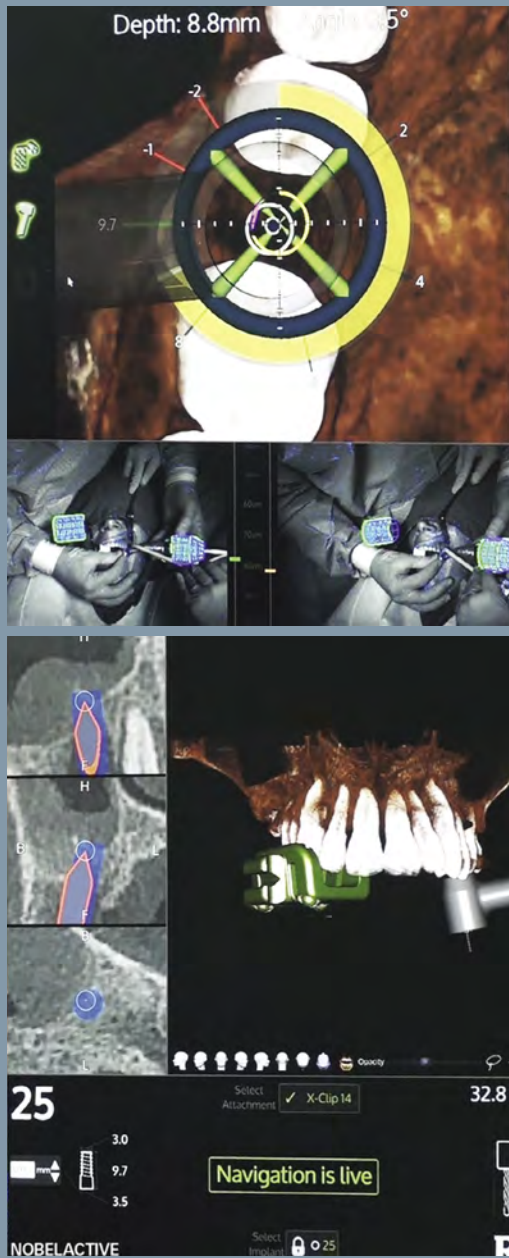 Depth: 8.8mm
-2
-1
2
9.7
4
8
H
F
H
B
L
F
B
L
Opacity
25
Select
Attachment
✓ X-Clip 14
32.8
3.0
mm
9.7
3.5
Navigation is live
NOBELACTIVE
Select
Implant
25